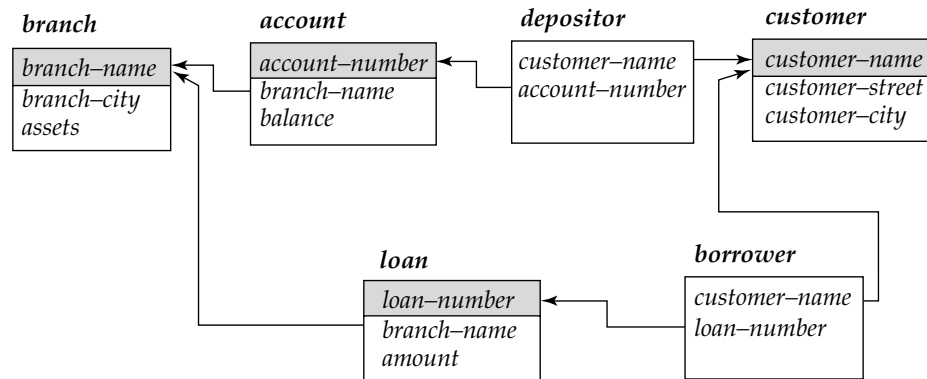 branch
branch–name
branch–city
assets
account
account–number
branch–name
balance
depositor
customer–name
account–number
customer
customer–name
customer–street
customer–city
loan
loan–number
branch–name
amount
borrower
customer–name
loan–number